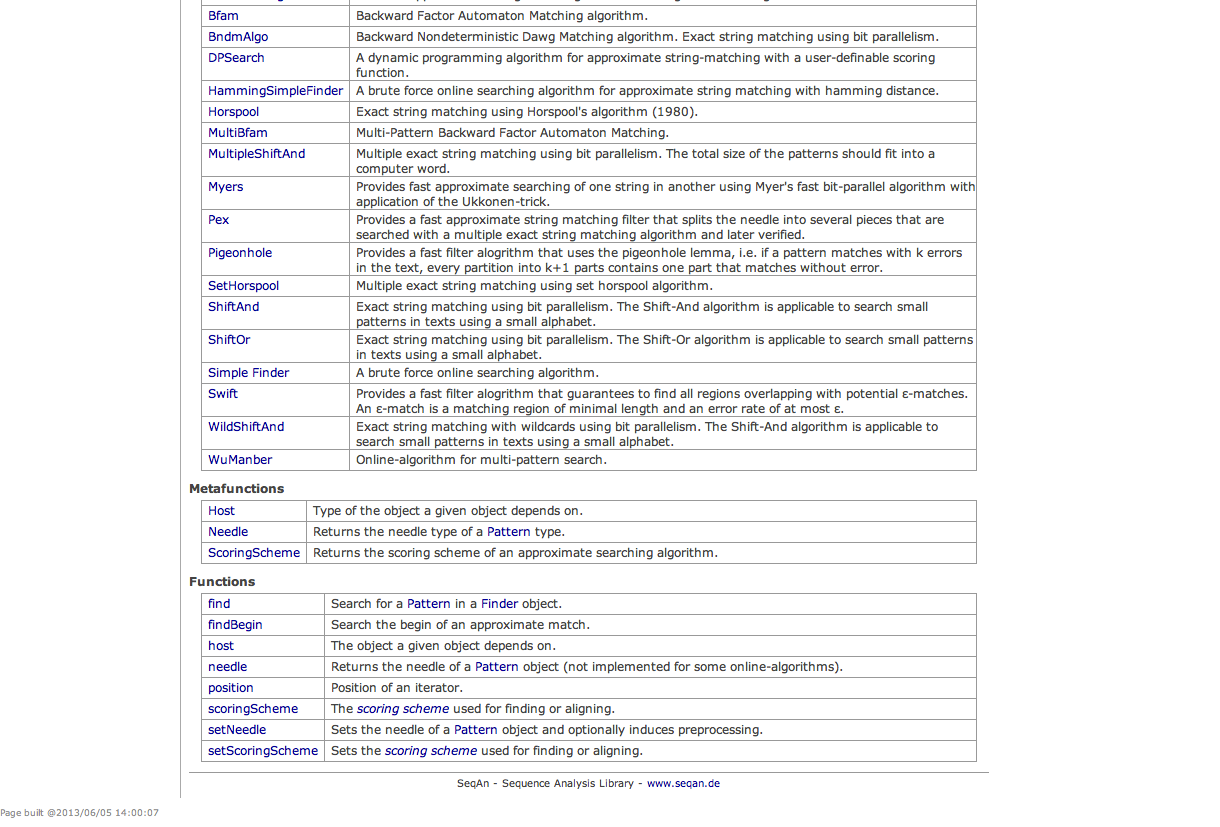 Bfam Backward Factor Automaton Matching algorithm.
BndmAlgo Backward Nondeterministic Dawg Matching algorithm. Exact string matching using bit parallelism.
DPSearch A dynamic programming algorithm for approximate string-matching with a user-definable scoring
function.
HammingSimpleFinder A brute force online searching algorithm for approximate string matching with hamming distance.
Horspool Exact string matching using Horspool's algorithm (1980).
MultiBfam Multi-Pattern Backward Factor Automaton Matching.
MultipleShiftAnd Multiple exact string matching using bit parallelism. The total size of the patterns should fit into a
computer word.
Myers Provides fast approximate searching of one string in another using Myer's fast bit-parallel algorithm with
application of the Ukkonen-trick.
Pex Provides a fast approximate string matching filter that splits the needle into several pieces that are
searched with a multiple exact string matching algorithm and later verified.
Pigeonhole Provides a fast filter alogrithm that uses the pigeonhole lemma, i.e. if a pattern matches with k errors
in the text, every partition into k+1 parts contains one part that matches without error.
SetHorspool Multiple exact string matching using set horspool algorithm.
ShiftAnd Exact string matching using bit parallelism. The Shift-And algorithm is applicable to search small
patterns in texts using a small alphabet.
ShiftOr Exact string matching using bit parallelism. The Shift-Or algorithm is applicable to search small patterns
in texts using a small alphabet.
Simple Finder A brute force online searching algorithm.
Swift Provides a fast filter alogrithm that guarantees to find all regions overlapping with potential ε-matches.
An ε-match is a matching region of minimal length and an error rate of at most ε.
WildShiftAnd Exact string matching with wildcards using bit parallelism. The Shift-And algorithm is applicable to
search small patterns in texts using a small alphabet.
WuManber Online-algorithm for multi-pattern search.
Metafunctions
Host Type of the object a given object depends on.
Needle Returns the needle type of a Pattern type.
ScoringScheme Returns the scoring scheme of an approximate searching algorithm.
Functions
find Search for a Pattern in a Finder object.
findBegin Search the begin of an approximate match.
host The object a given object depends on.
needle Returns the needle of a Pattern object (not implemented for some online-algorithms).
position Position of an iterator.
scoringScheme The scoring scheme used for finding or aligning.
setNeedle Sets the needle of a Pattern object and optionally induces preprocessing.
setScoringScheme Sets the scoring scheme used for finding or aligning.
SeqAn - Sequence Analysis Library - www.seqan.de
Page built @2013/06/05 14:00:07